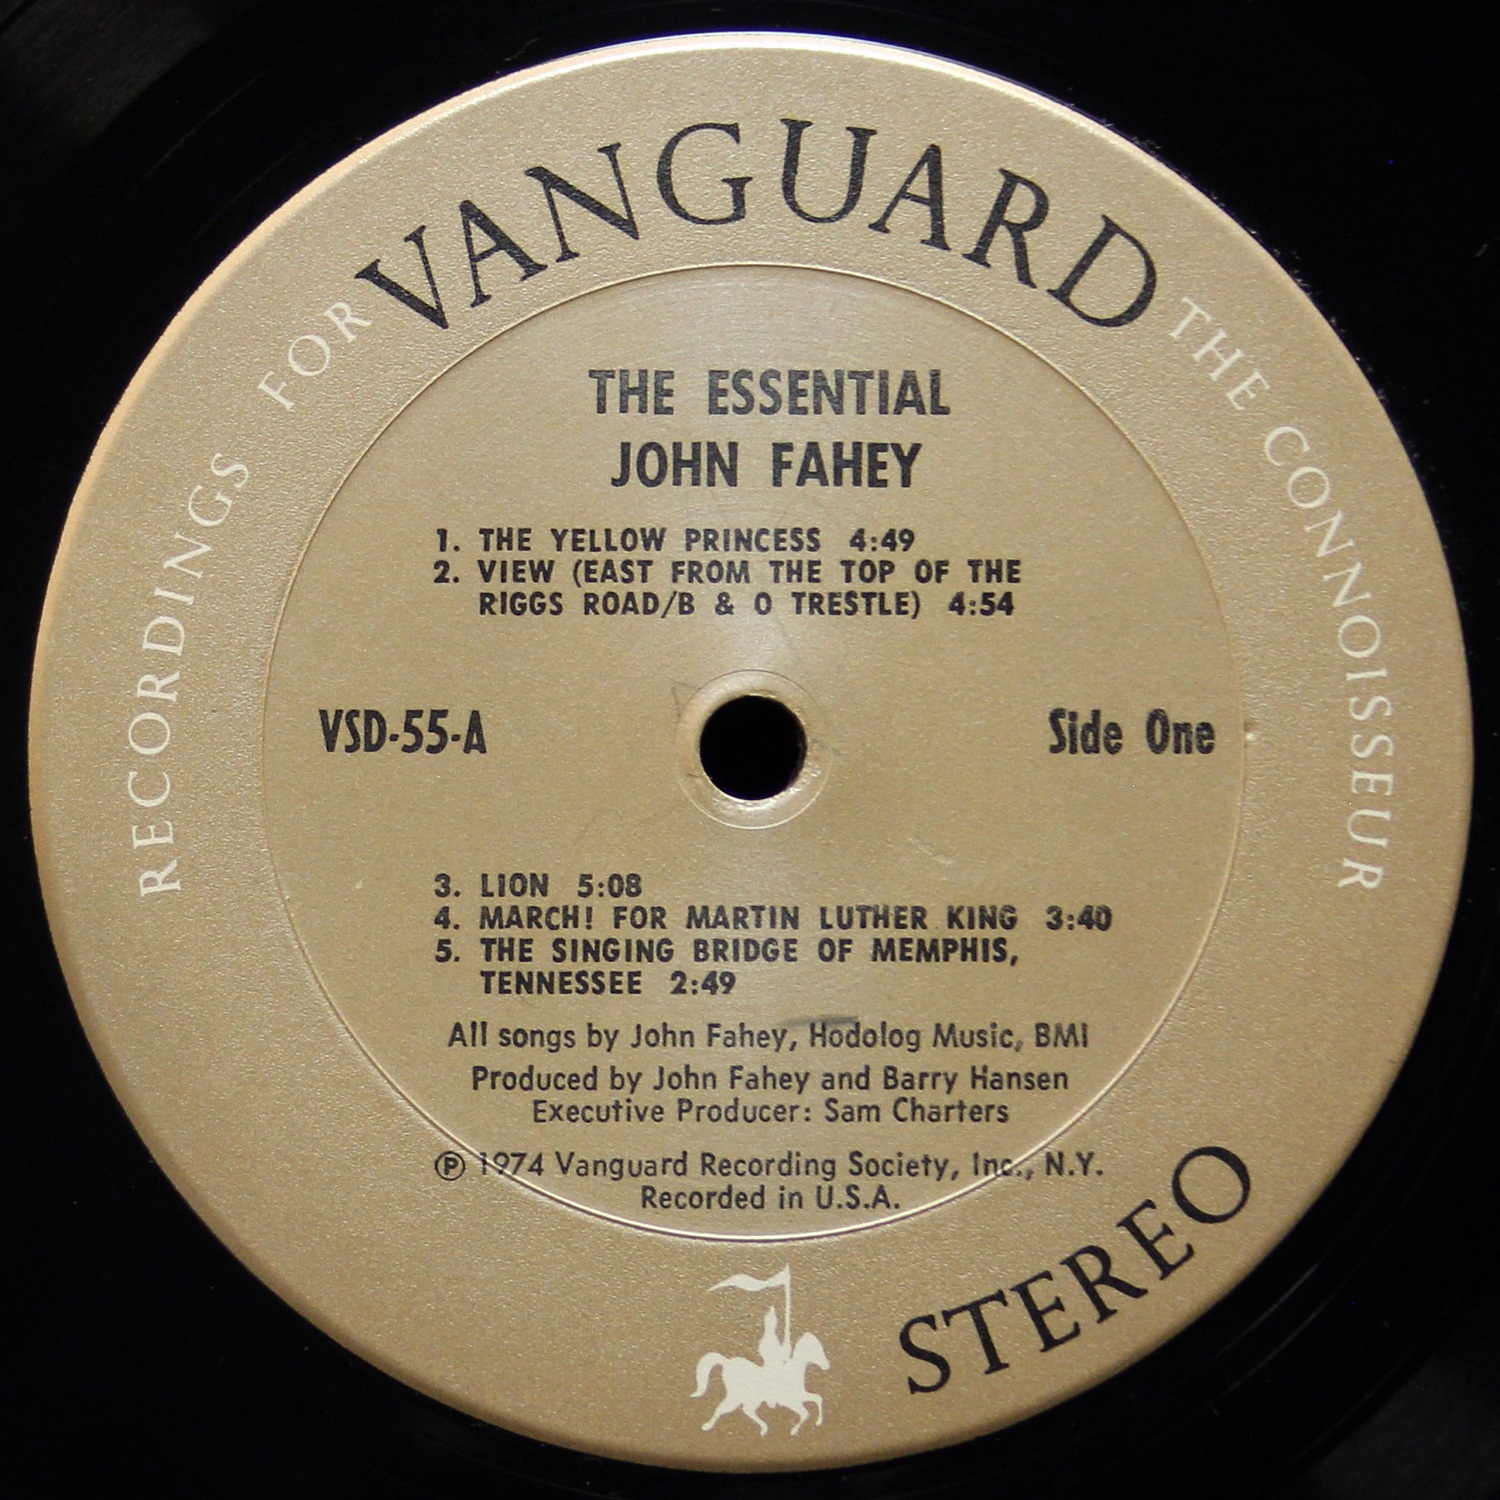 VANGUARD
RECORDINGS FOR THE CONNOISSEUR
THE ESSENTIAL
JOHN FAHEY
1. THE YELLOW PRINCESS 4:49
2. VIEW (EAST FROM THE TOP OF THE
RIGGS ROAD/B & O TRESTLE) 4:54
VSD-55-A
Side One
3. LION 5:08
4. MARCH! FOR MARTIN LUTHER KING 3:40
5. THE SINGING BRIDGE OF MEMPHIS,
TENNESSEE 2:49
All songs by John Fahey, Hodolog Music, BMI
Produced by John Fahey and Barry Hansen
Executive Producer: Sam Charters
℗ 1974 Vanguard Recording Society, Inc., N.Y.
Recorded in U.S.A.
STEREO